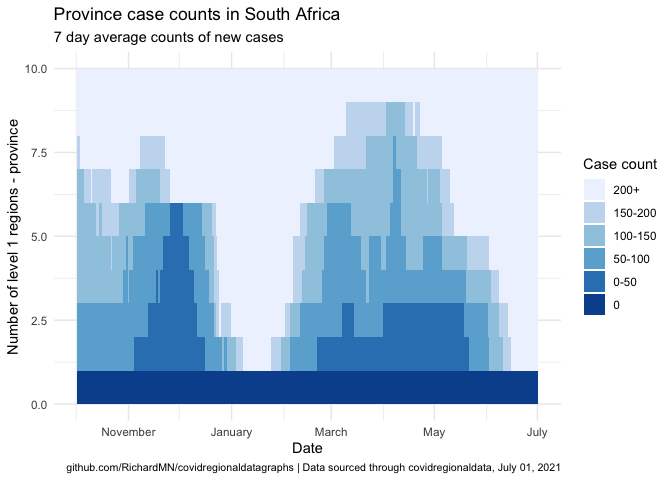 Province case counts in South Africa
7 day average counts of new cases
10.0
7.5
5.0
2.5
0.0
Number of level 1 regions - province
November
January
March
May
July
Date
Case count
200+
150-200
100-150
50-100
0-50
0
github.com/RichardMN/covidregionaldatagraphs | Data sourced through covidregionaldata, July 01, 2021